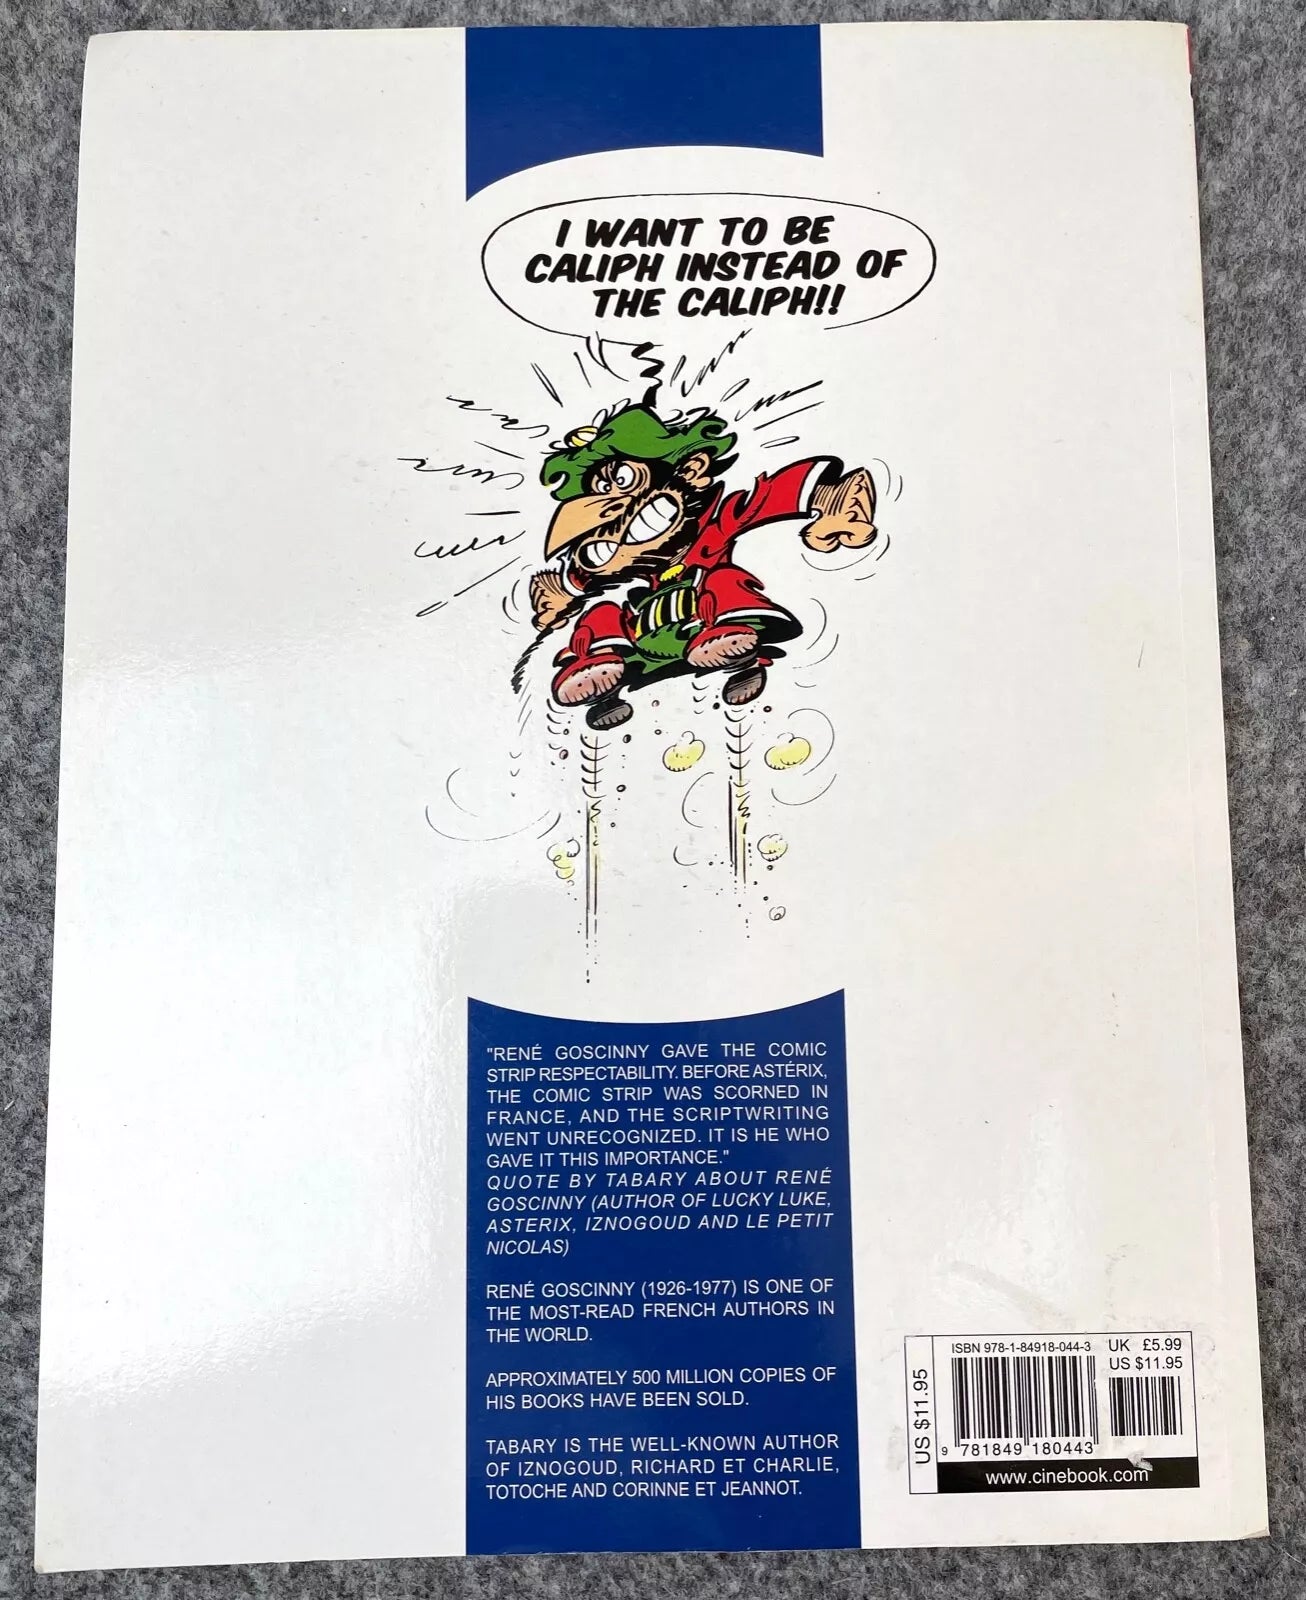 I WANT TO BE
CALIPH INSTEAD OF
THE CALIPH!!
"RENÉ GOSCINNY GAVE THE COMIC
STRIP RESPECTABILITY. BEFORE ASTÉRIX,
THE COMIC STRIP WAS SCORNED IN
FRANCE, AND THE SCRIPTWRITING
WENT UNRECOGNIZED. IT IS HE WHO
GAVE IT THIS IMPORTANCE."
QUOTE BY TABARY ABOUT RENÉ
GOSCINNY (AUTHOR OF LUCKY LUKE,
ASTERIX, IZNOGOUD AND LE PETIT
NICOLAS)
RENÉ GOSCINNY (1926-1977) IS ONE OF
THE MOST-READ FRENCH AUTHORS IN
THE WORLD.
APPROXIMATELY 500 MILLION COPIES OF
HIS BOOKS HAVE BEEN SOLD.
TABARY IS THE WELL-KNOWN AUTHOR
OF IZNOGOUD, RICHARD ET CHARLIE,
TOTOCHE AND CORINNE ET JEANNOT.
US $11.95
ISBN 978-1-84918-044-3
UK £5.99
US $11.95
9 781849 180443
www.cinebook.com